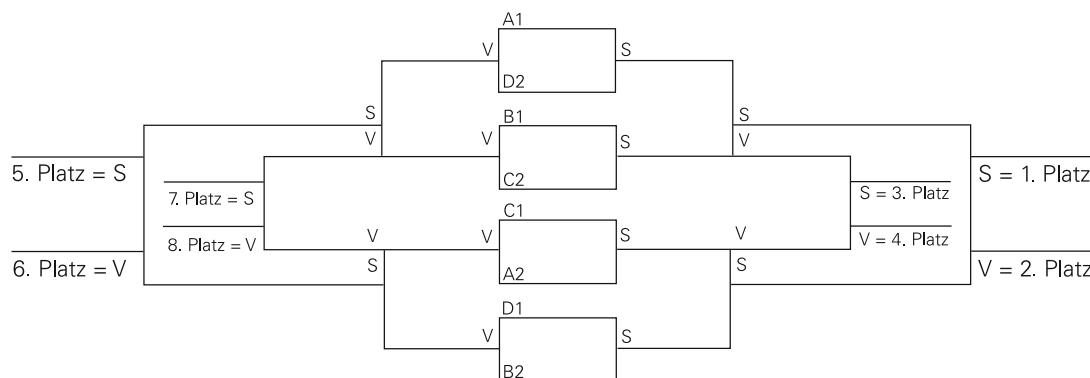 A1
V
S
D2
S
S
B1
V
V
S
V
5. Platz = S
C2
S = 1. Platz
7. Platz = S
S = 3. Platz
C1
8. Platz = V
V
V
S
V
V = 4. Platz
6. Platz = V
S
A2
S
V = 2. Platz
D1
V
S
B2